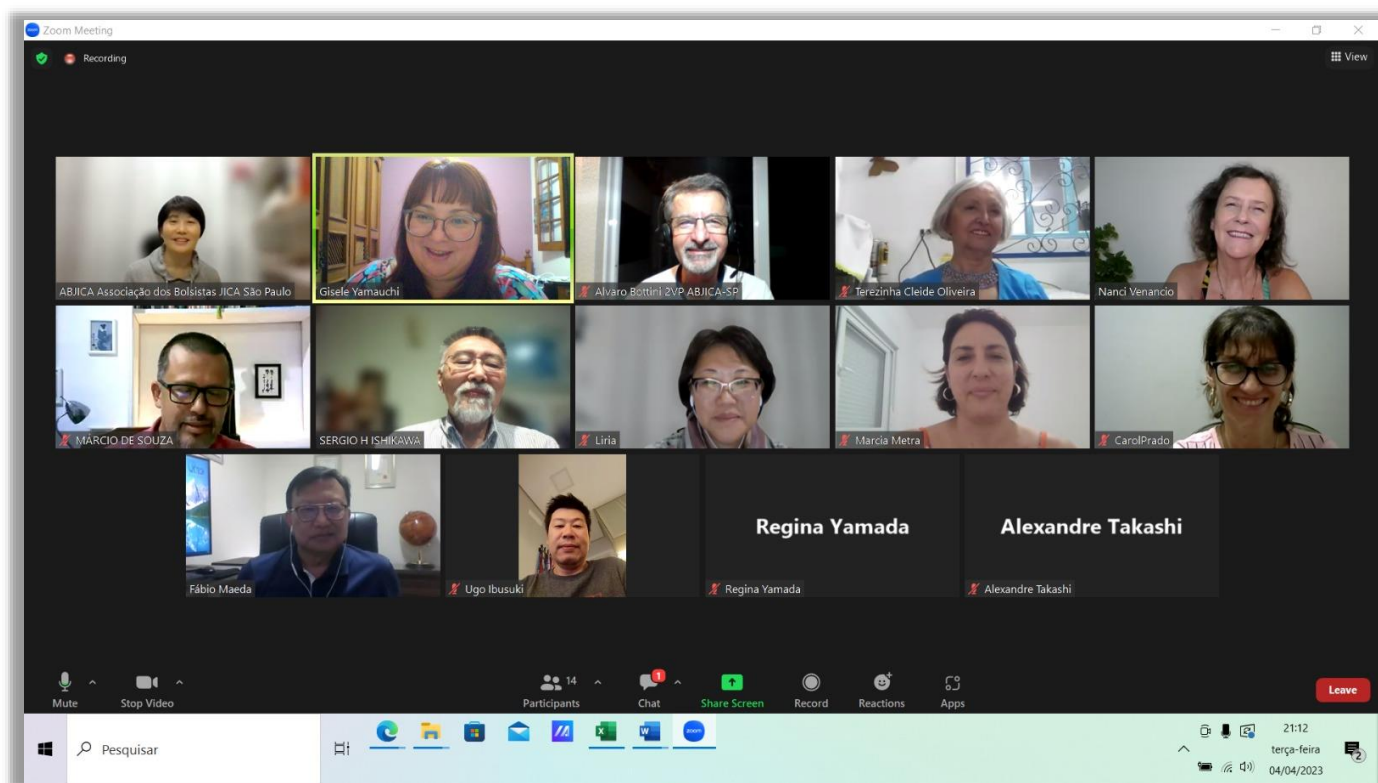 Zoom Meeting
Recording
View
ABJICA Associação dos Bolsistas JICA São Paulo
Gisele Yamauchi
Alvaro Bottini 2VP ABJICA-SP
Terezinha Cleide Oliveira
Nanci Venancio
MÁRCIO DE SOUZA
SERGIO H ISHIKAWA
Liria
Marcia Metra
CarolPrado
Fábio Maeda
Ugo Ibusuki
Regina Yamada
Regina Yamada
Alexandre Takashi
Alexandre Takashi
Mute
Stop Video
14
Participants
1
Chat
Share Screen
Record
Reactions
Apps
Leave
Pesquisar
zoom
21:12
terça-feira
04/04/2023
2